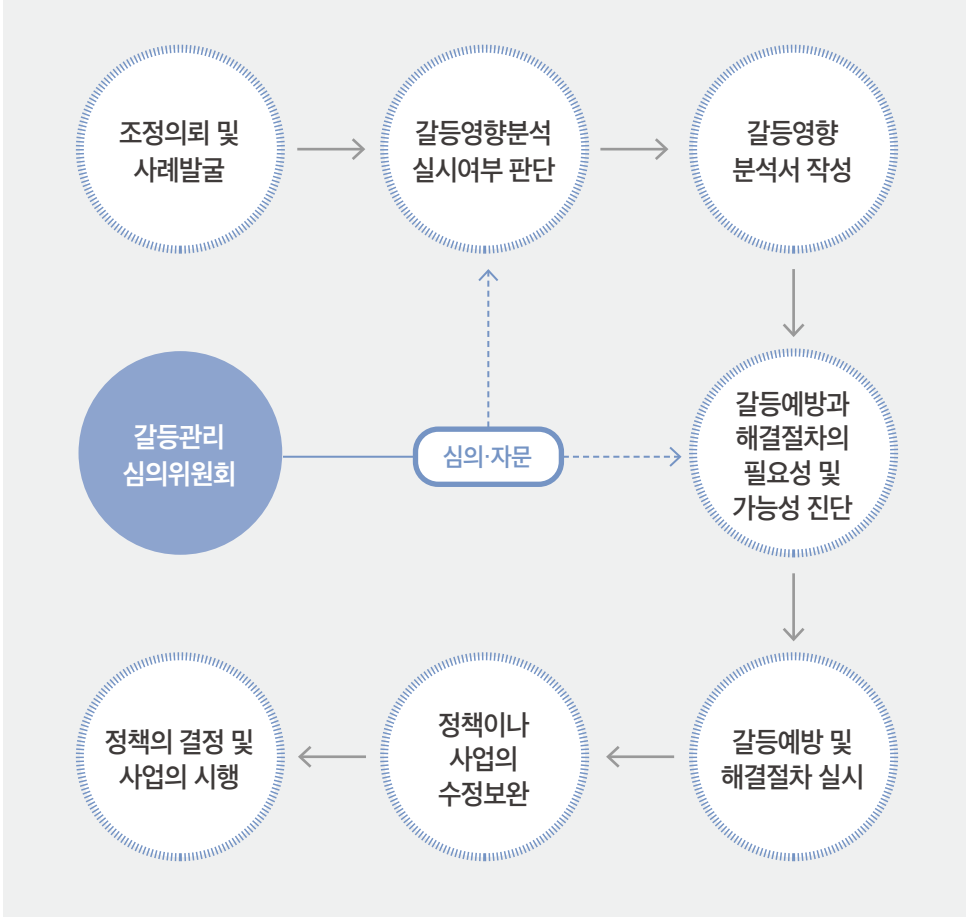 조정의뢰 및
사례발굴
갈등영향분석
실시여부 판단
갈등영향
분석서 작성
갈등관리
심의위원회
심의·자문
갈등예방과
해결절차의
필요성 및
가능성 진단
정책의 결정 및
사업의 시행
정책이나
사업의
수정보완
갈등예방 및
해결절차 실시